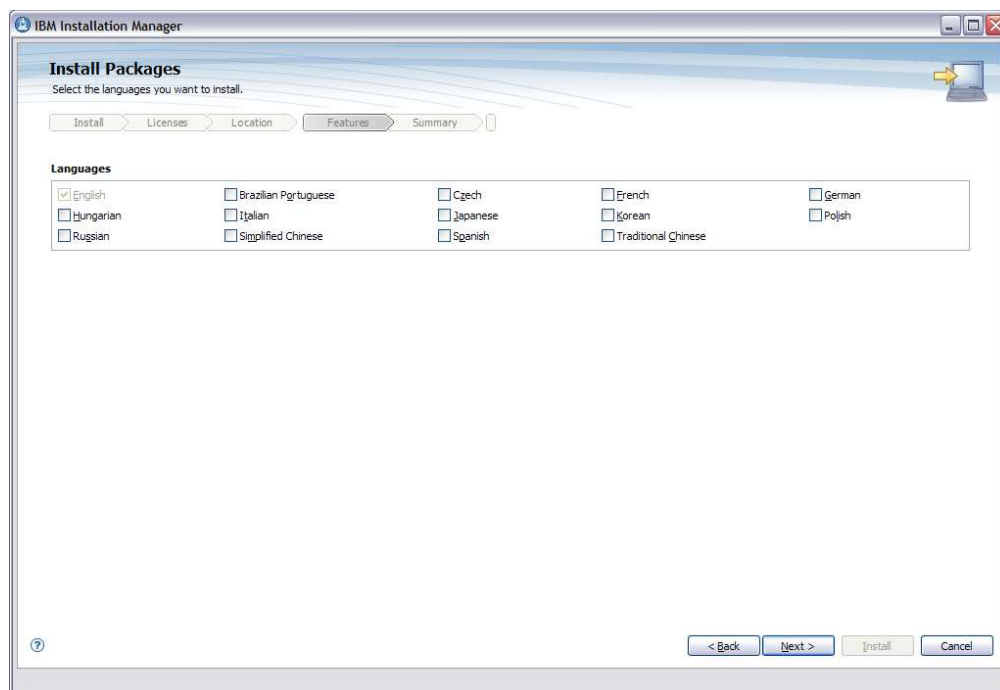 IBM Installation Manager
Install Packages
Select the languages you want to install.
Install Licenses Location Features Summary
Languages
English Brazilian Portuguese Czech French German
Hungarian Italian Japanese Korean Polish
Russian Simplified Chinese Spanish Traditional Chinese
? < Back Next > Install Cancel